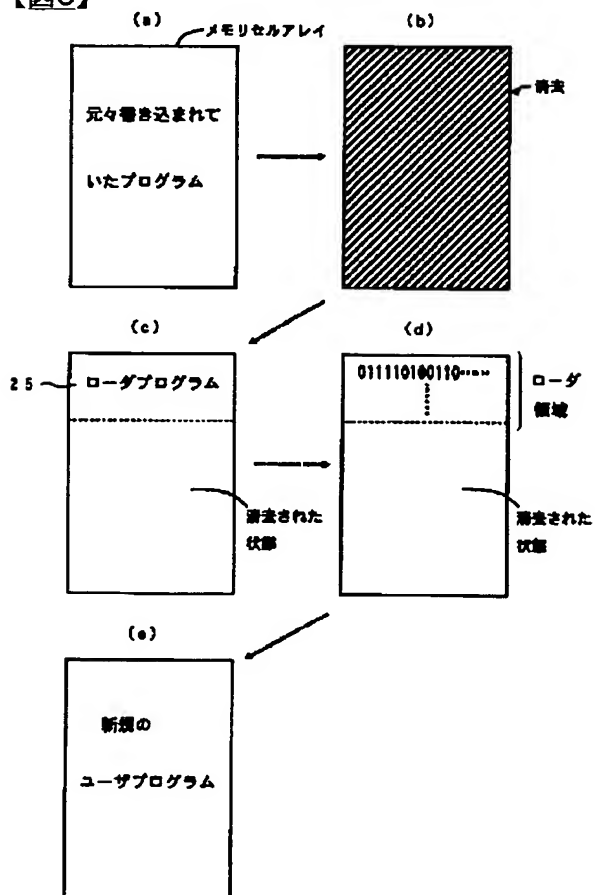 (a)
メモリセルアレイ
元々書き込まれて
いたプログラム
(b)
消去
(c)
25
ローダプログラム
消去された
状態
(d)
011110100110
ローダ
領域
消去された
状態
(e)
新規の
ユーザプログラム